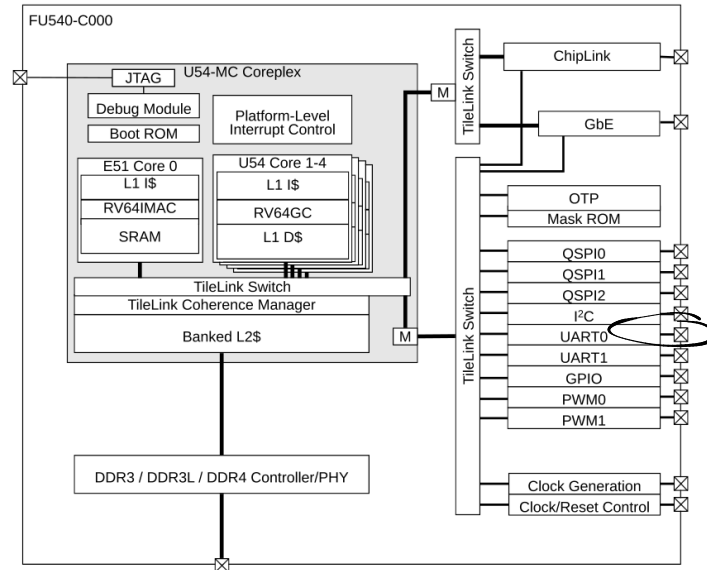 FU540-C000
U54-MC Coreplex
JTAG
Debug Module
Boot ROM
Platform-Level
Interrupt Control
E51 Core 0
L1 I$
RV64IMAC
SRAM
U54 Core 1-4
L1 I$
RV64GC
L1 D$
TileLink Switch
TileLink Coherence Manager
Banked L2$
M
M
DDR3 / DDR3L / DDR4 Controller/PHY
TileLink Switch
ChipLink
GbE
TileLink Switch
OTP
Mask ROM
QSPI0
QSPI1
QSPI2
I²C
UART0
UART1
GPIO
PWM0
PWM1
Clock Generation
Clock/Reset Control